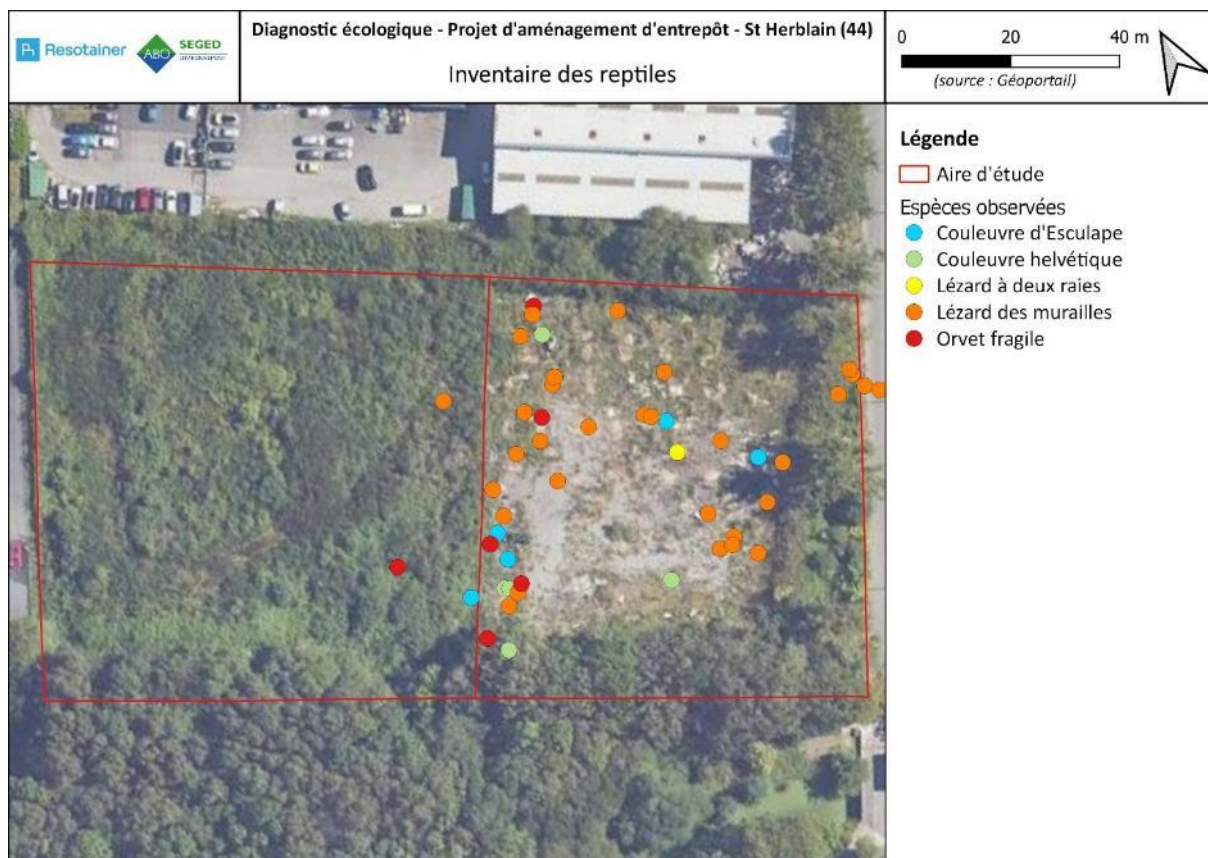 Resotainer
ABO
SEGED
ENVIRONNEMENT
Diagnostic écologique - Projet d'aménagement d'entrepôt - St Herblain (44)
Inventaire des reptiles
0 20 40 m
(source : Géoportail)
Légende
Aire d'étude
Espèces observées
Couleuvre d'Esculape
Couleuvre helvétique
Lézard à deux raies
Lézard des murailles
Orvet fragile